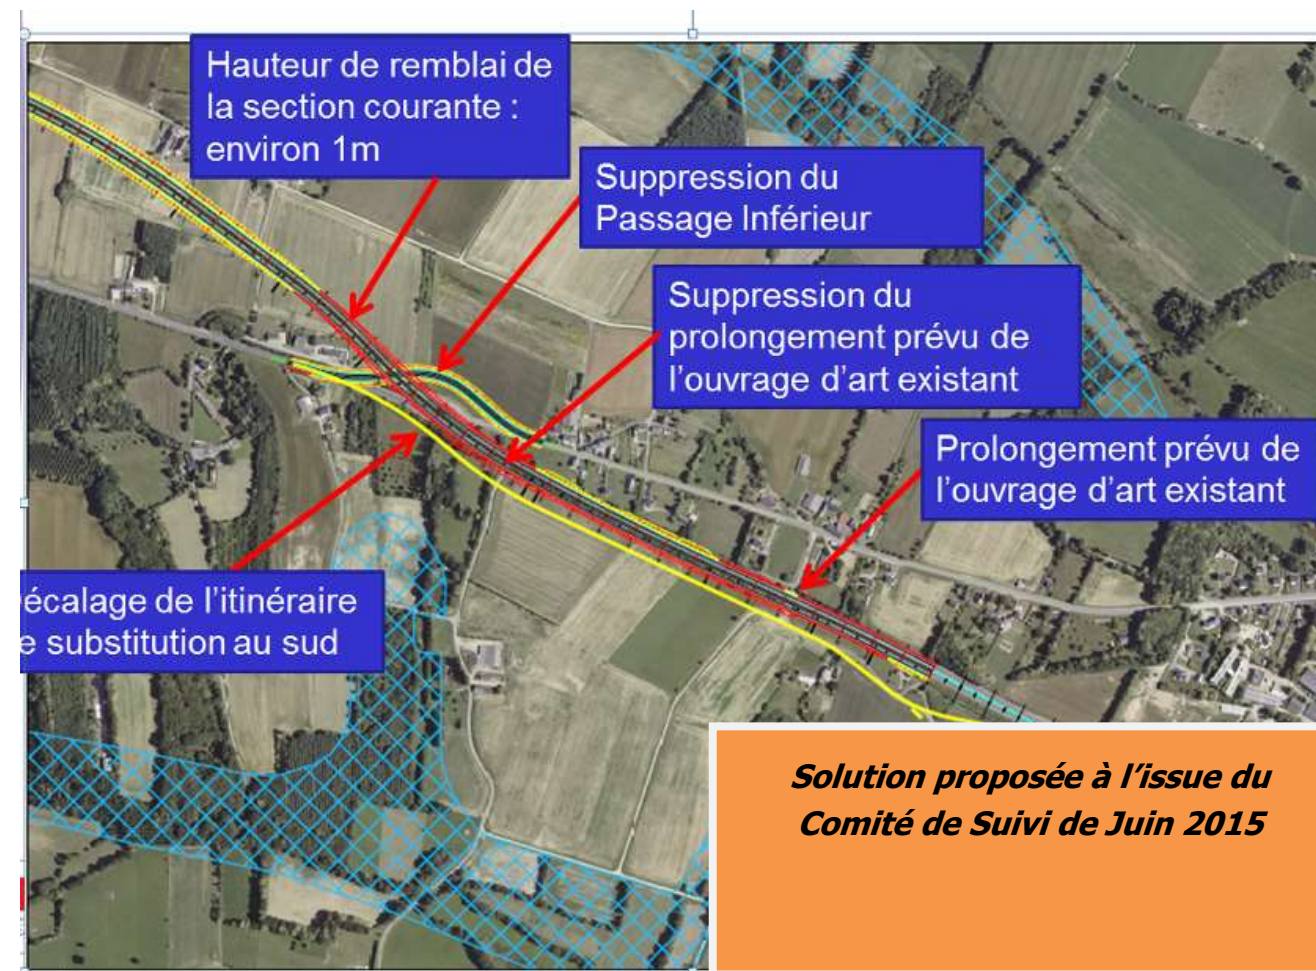 Hauteur de remblai de
la section courante :
environ 1m
Suppression du
Passage Inférieur
Suppression du
prolongement prévu de
l'ouvrage d'art existant
Prolongement prévu de
l'ouvrage d'art existant
écalage de l'itinéraire
e substitution au sud
Solution proposée à l'issue du
Comité de Suivi de Juin 2015